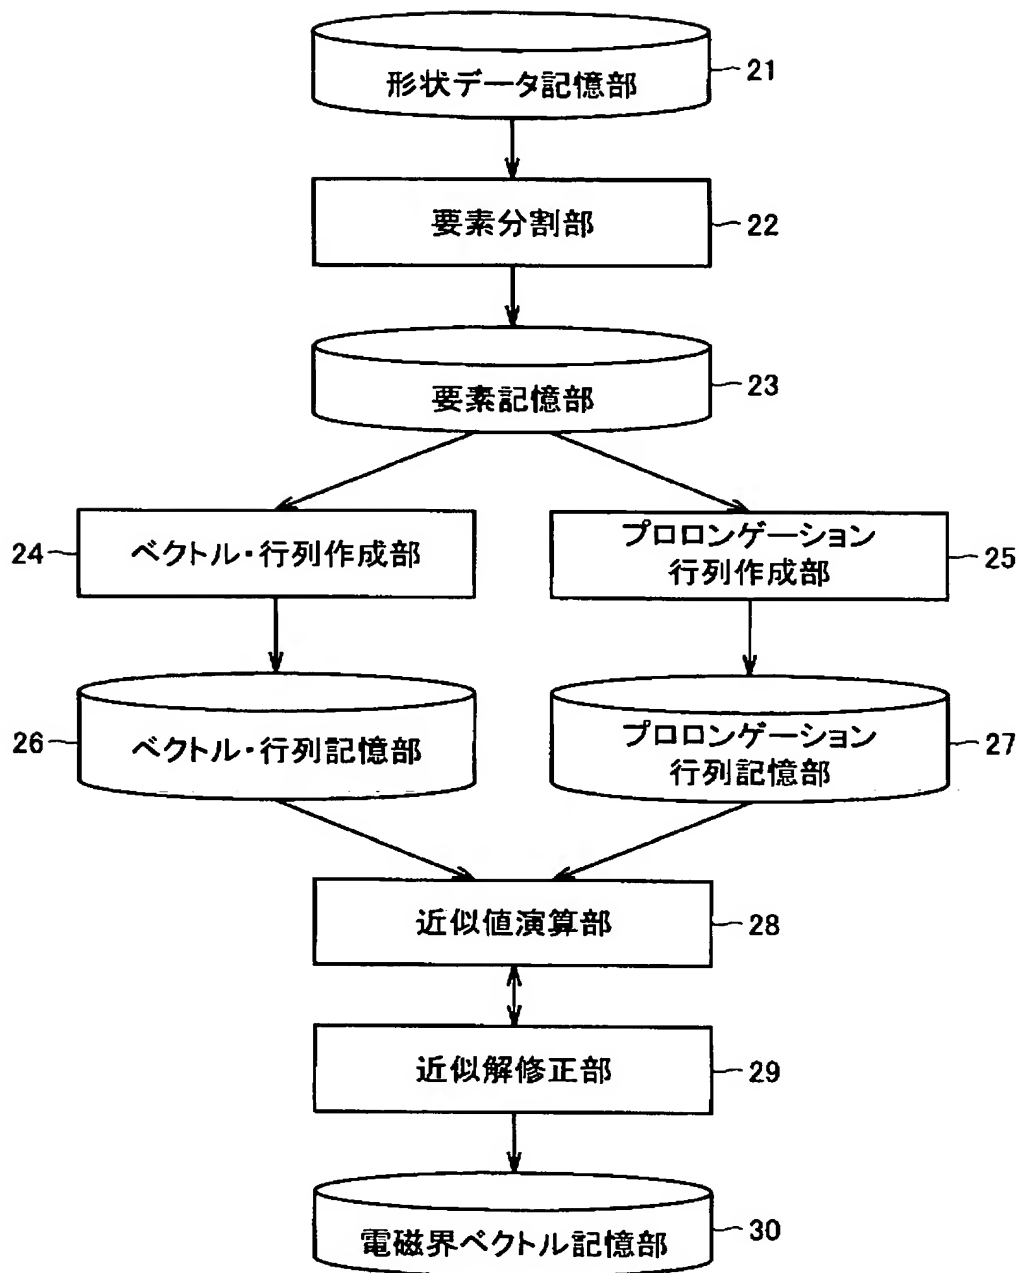 形状データ記憶部
21
要素分割部
22
要素記憶部
23
24
ベクトル・行列作成部
プロロンゲーション
行列作成部
25
26
ベクトル・行列記憶部
プロロンゲーション
行列記憶部
27
近似値演算部
28
近似解修正部
29
電磁界ベクトル記憶部
30